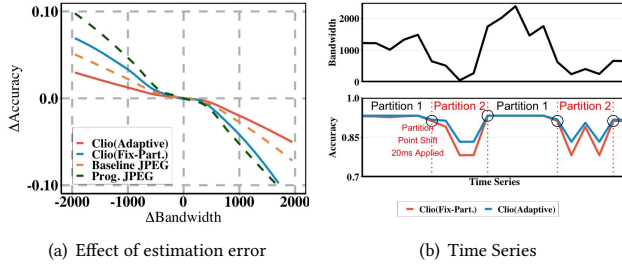 0.10
0.0
-0.10
ΔAccuracy
Clio(Adaptive)
Clio(Fix-Part.)
Baseline JPEG
Prog. JPEG
-2000 -1000 0 1000 2000
ΔBandwidth
(a) Effect of estimation error
Bandwidth
2000
1000
0
Accuracy
1.0
0.85
0.7
Partition 1 Partition 2 Partition 1 Partition 2
Partition
Point Shift
20ms Applied
Time Series
Clio(Fix-Part.) Clio(Adaptive)
(b) Time Series